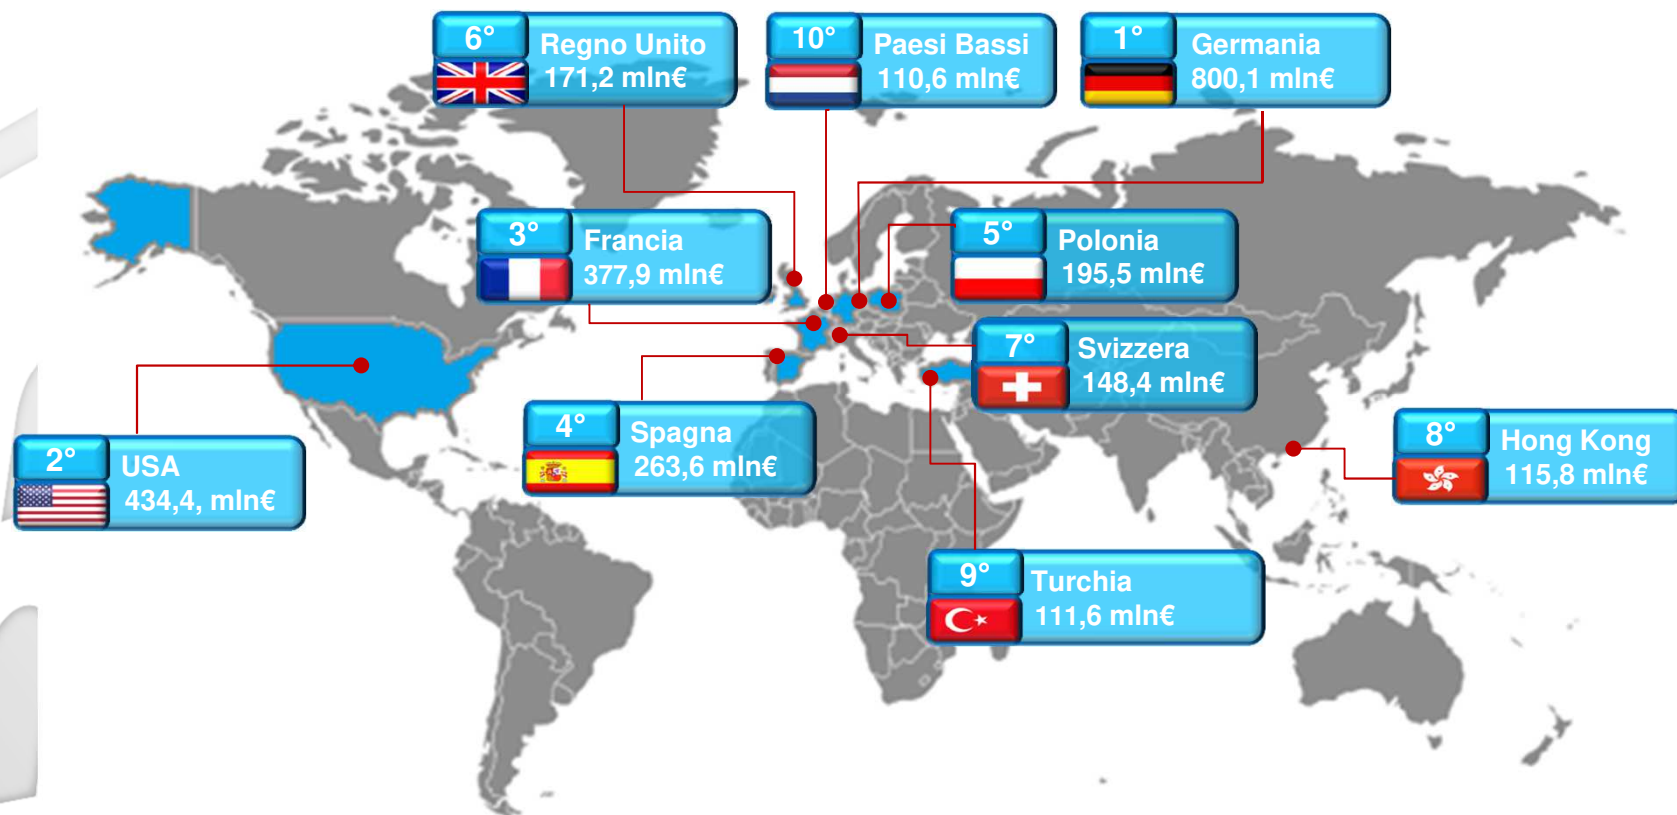 6°
Regno Unito
171,2 mln€
10°
Paesi Bassi
110,6 mln€
1°
Germania
800,1 mln€
3°
Francia
377,9 mln€
5°
Polonia
195,5 mln€
7°
Svizzera
148,4 mln€
2°
USA
434,4, mln€
4°
Spagna
263,6 mln€
8°
Hong Kong
115,8 mln€
9°
Turchia
111,6 mln€